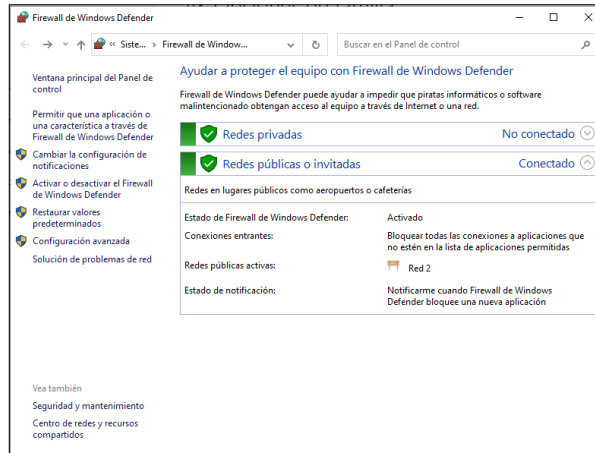 Firewall de Windows Defender
« Siste... › Firewall de Window...
Buscar en el Panel de control
Ventana principal del Panel de
control
Permitir que una aplicación o
una característica a través de
Firewall de Windows Defender
Cambiar la configuración de
notificaciones
Activar o desactivar el Firewall
de Windows Defender
Restaurar valores
predeterminados
Configuración avanzada
Solución de problemas de red
Ayudar a proteger el equipo con Firewall de Windows Defender
Firewall de Windows Defender puede ayudar a impedir que piratas informáticos o software
malintencionado obtengan acceso al equipo a través de Internet o una red.
Redes privadas No conectado
Redes públicas o invitadas Conectado
Redes en lugares públicos como aeropuertos o cafeterías
Estado de Firewall de Windows Defender: Activado
Conexiones entrantes: Bloquear todas las conexiones a aplicaciones que
no estén en la lista de aplicaciones permitidas
Redes públicas activas: Red 2
Estado de notificación: Notificarme cuando Firewall de Windows
Defender bloquee una nueva aplicación
Vea también
Seguridad y mantenimiento
Centro de redes y recursos
compartidos